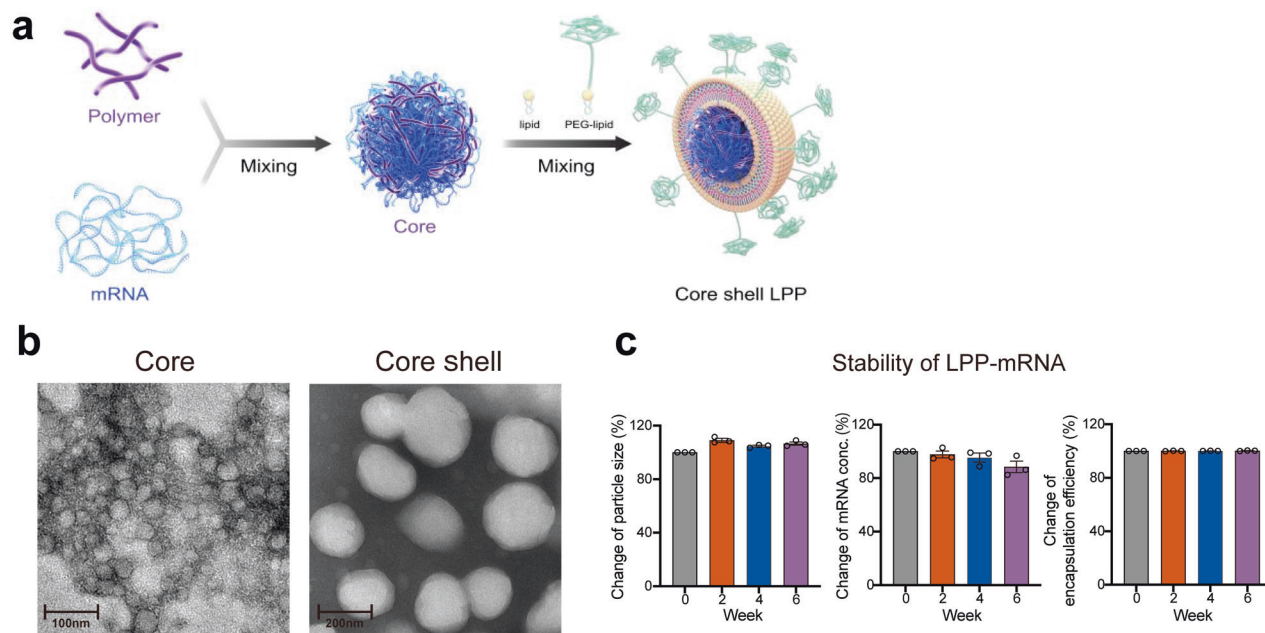 a
Polymer
mRNA
Mixing
Core
lipid
PEG-lipid
Mixing
Core shell LPP
b
Core
100nm
Core shell
200nm
c
Stability of LPP-mRNA
Change of particle size (%)
120
80
40
0
0 2 4 6
Week
Change of mRNA conc. (%)
120
80
40
0
0 2 4 6
Week
Change of
encapsulation efficiency (%)
120
80
40
0
0 2 4 6
Week